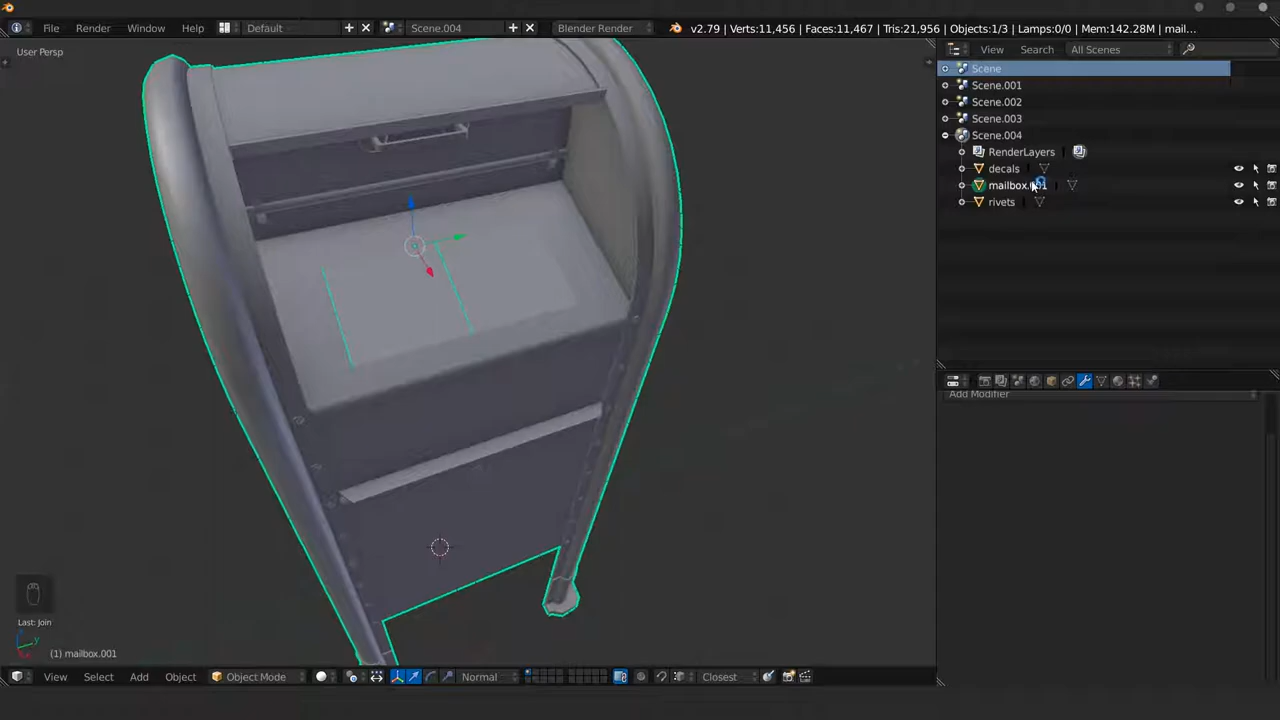 File Render Window Help Default Scene.004 Blender Render v2.79 | Verts:11,456 | Faces:11,467 | Tris:21,956 | Objects:1/3 | Lamps:0/0 | Mem:142.28M | mail...
User Persp
View Search All Scenes
Scene
Scene.001
Scene.002
Scene.003
Scene.004
RenderLayers
decals
mailbox.001
rivets
Add Modifier
Last: Join
(1) mailbox.001
View Select Add Object Object Mode Normal Closest